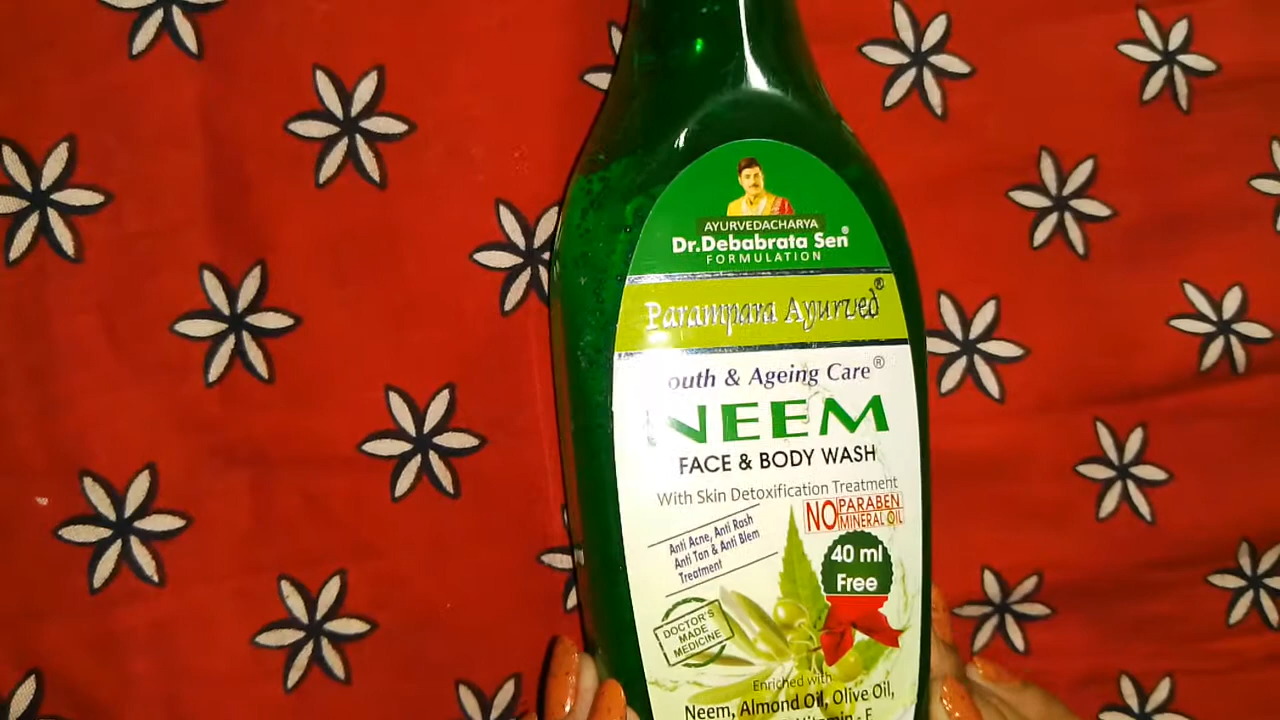 AYURVEDACHARYA
Dr.Debabrata Sen®
FORMULATION
Parampara Ayurved®
outh & Ageing Care®
NEEM
FACE & BODY WASH
With Skin Detoxification Treatment
NO PARABEN
MINERAL OIL
Anti Acne, Anti Rash
Anti Tan & Anti Blem
Treatment
40 ml
Free
DOCTOR'S
MADE
MEDICINE
Enriched with
Neem, Almond Oil, Olive Oil,
Vitamin - E